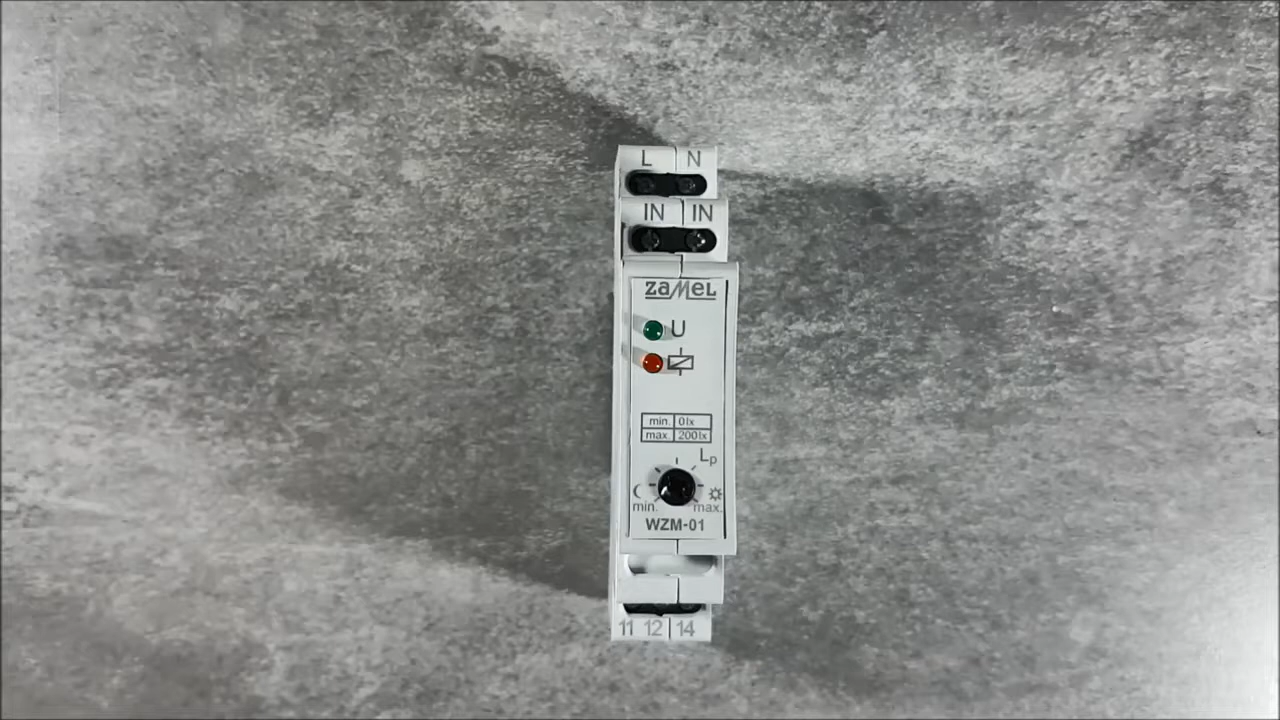 L N
IN IN
ZAMEL
U
min. 0lx
max. 200lx
Lp
min. max.
WZM-01
11 12 14